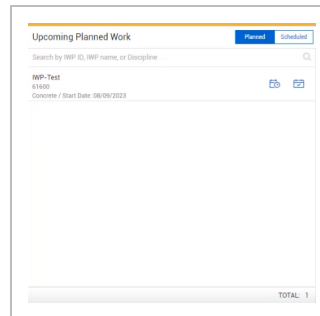 Upcoming Planned Work
Planned
Scheduled
Search by IWP ID, IWP name, or Discipline
IWP-Test
61600
Concrete / Start Date :08/09/2023
TOTAL: 1